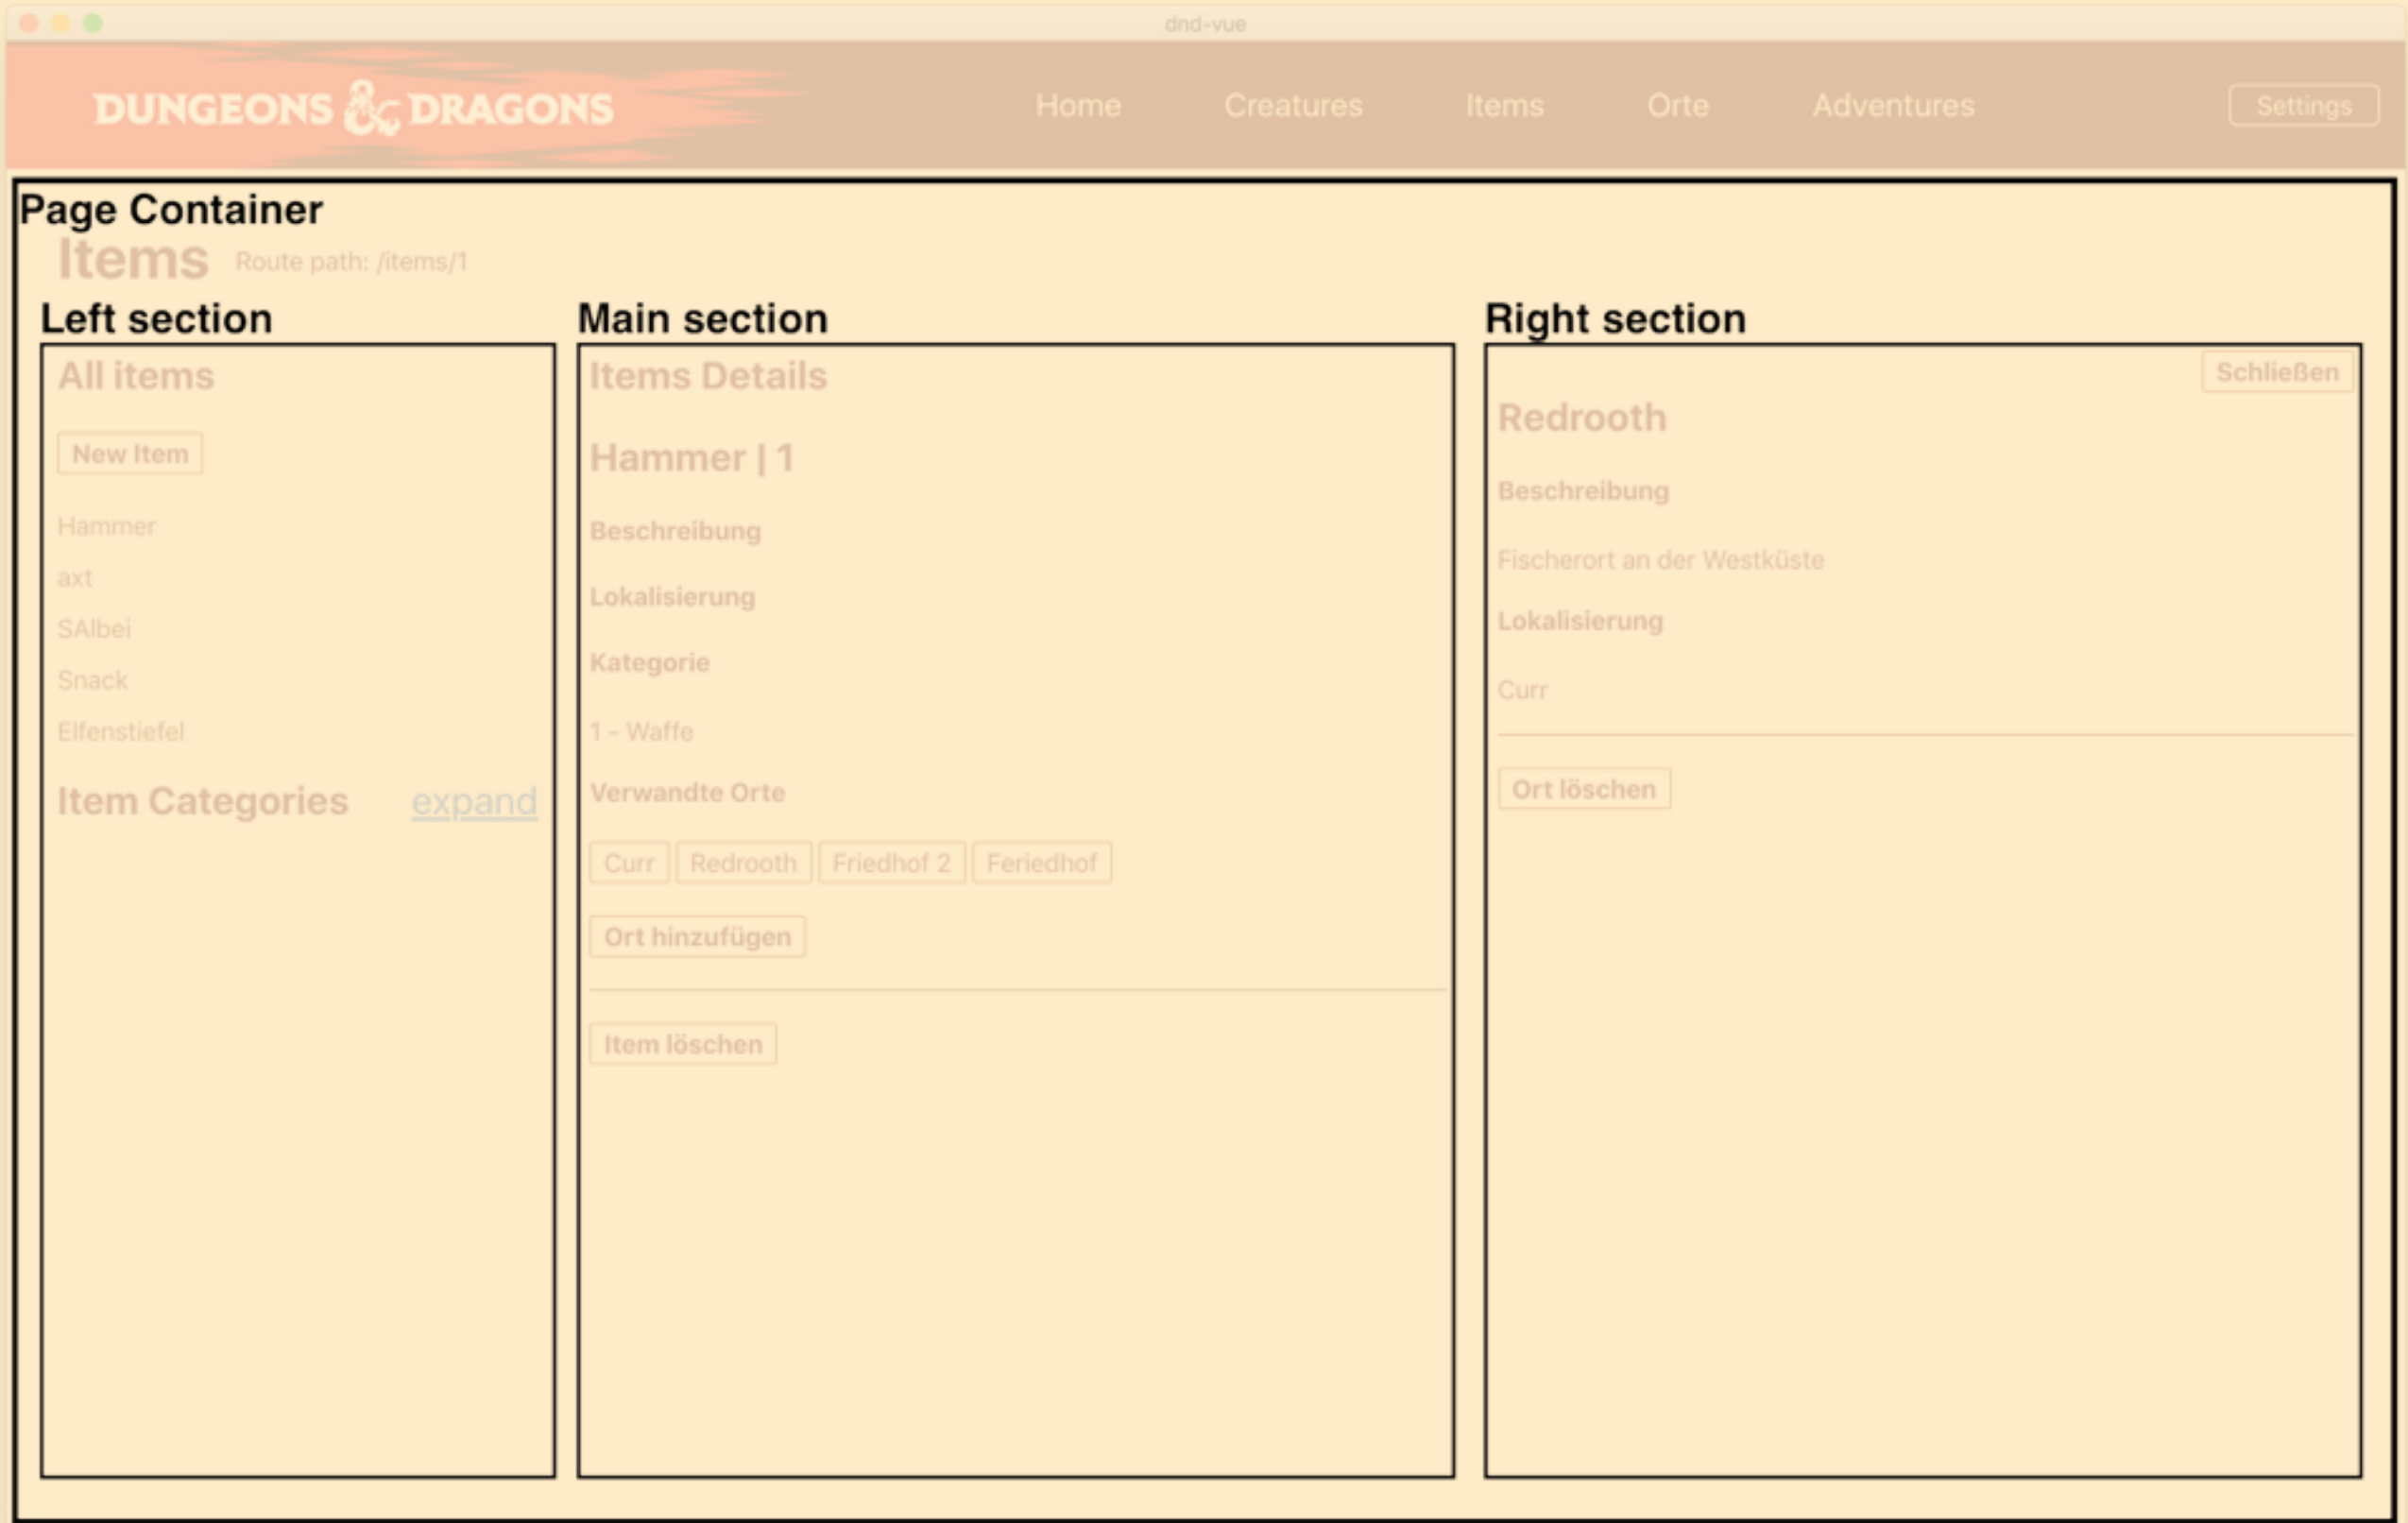 dnd-vue
DUNGEONS & DRAGONS
Home Creatures Items Orte Adventures Settings
Page Container
Items Route path: /items/1
Left section
All items
New Item
Hammer
axt
SAlbei
Snack
Elfenstiefel
Item Categories expand
Main section
Items Details
Hammer | 1
Beschreibung
Lokalisierung
Kategorie
1 - Waffe
Verwandte Orte
Curr Redrooth Friedhof 2 Feriedhof
Ort hinzufügen
Item löschen
Right section
Schließen
Redrooth
Beschreibung
Fischerort an der Westküste
Lokalisierung
Curr
Ort löschen